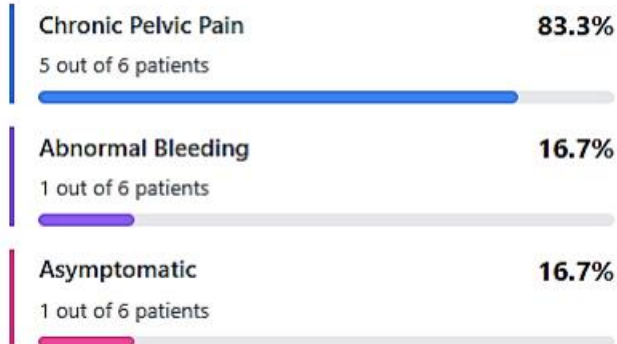 Chronic Pelvic Pain 83.3%
5 out of 6 patients
Abnormal Bleeding 16.7%
1 out of 6 patients
Asymptomatic 16.7%
1 out of 6 patients